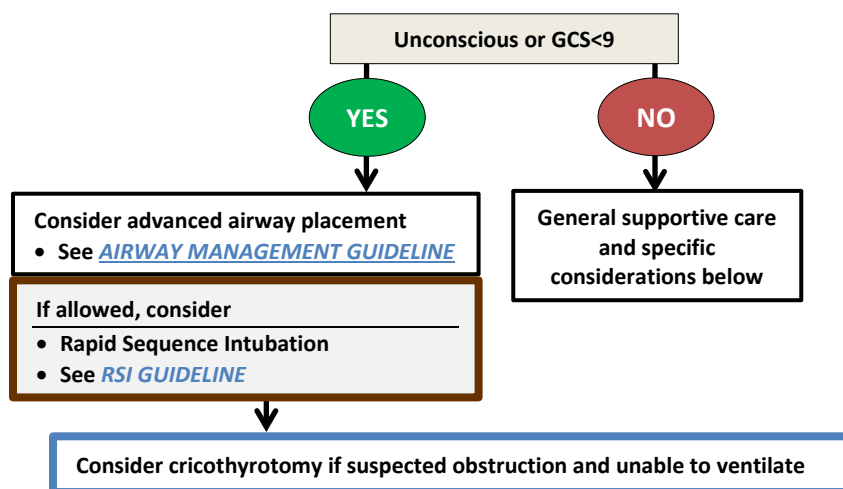 Unconscious or GCS<9
YES
NO
Consider advanced airway placement
• See AIRWAY MANAGEMENT GUIDELINE
General supportive care
and specific
considerations below
If allowed, consider
• Rapid Sequence Intubation
• See RSI GUIDELINE
Consider cricothyrotomy if suspected obstruction and unable to ventilate